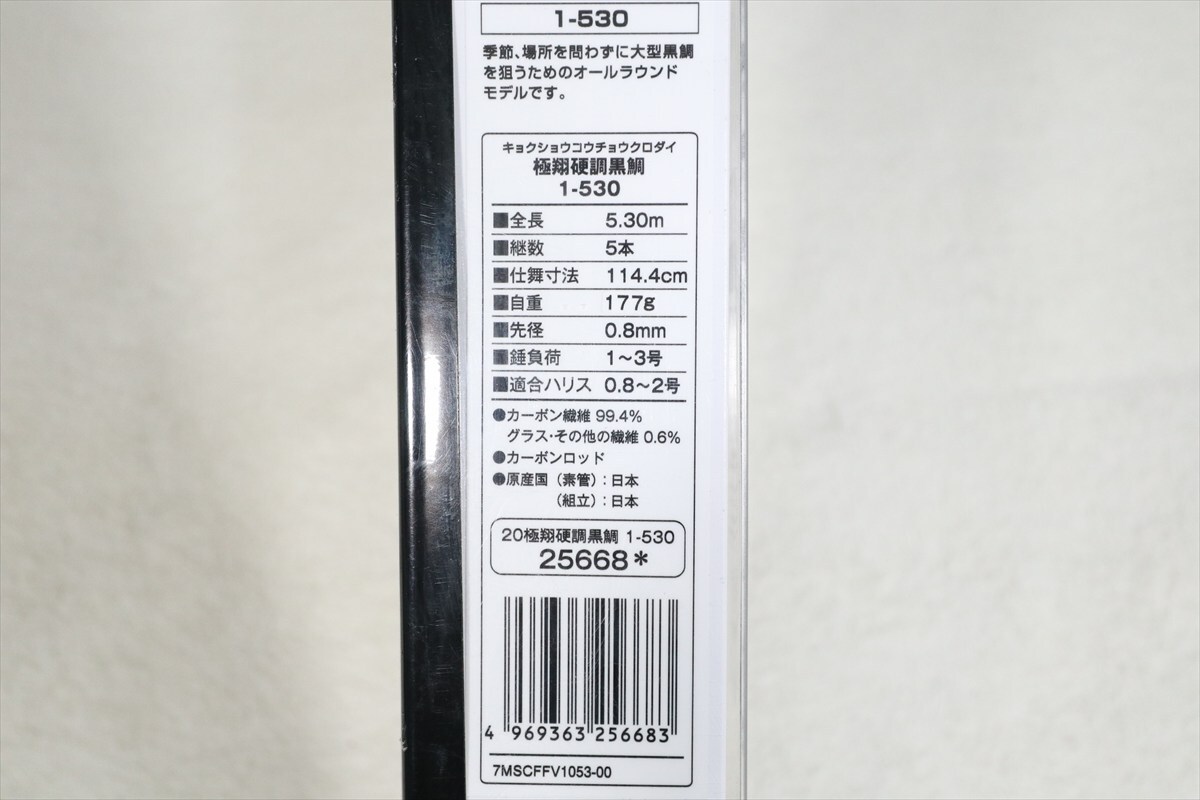 1-530
季節、場所を問わずに大型黒鯛
を狙うためのオールラウンド
モデルです。
キョクショウコウチョウクロダイ
極翔硬調黒鯛
1-530
■全長 5.30m
■継数 5本
■仕舞寸法 114.4cm
■自重 177g
■先径 0.8mm
■錘負荷 1〜3号
■適合ハリス 0.8〜2号
●カーボン繊維 99.4%
グラス・その他の繊維 0.6%
●カーボンロッド
●原産国（素管）：日本
（組立）：日本
20極翔硬調黒鯛 1-530
25668*
4 969363 256683
7MSCFFV1053-00